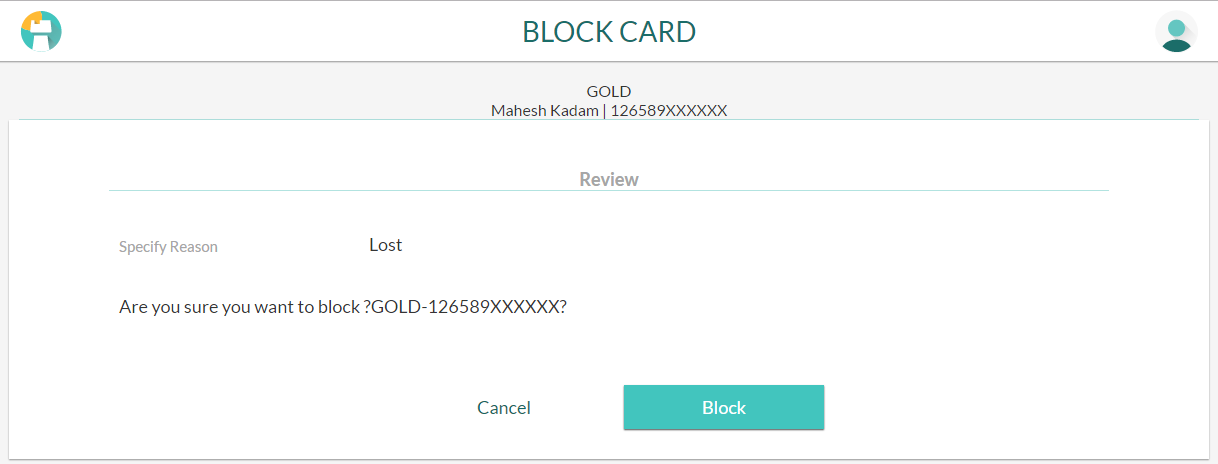 BLOCK CARD
GOLD
Mahesh Kadam | 126589XXXXXX
Review
Specify Reason Lost
Are you sure you want to block ?GOLD-126589XXXXXX?
Cancel Block